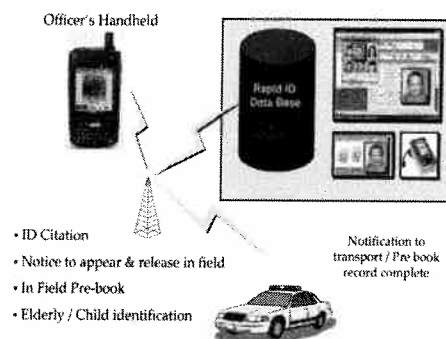 Officer's Handheld
Rapid ID
Data Base
• ID Citation
• Notice to appear & release in field
• In Field Pre-book
• Elderly / Child identification
Notification to
transport / Pre book
record complete